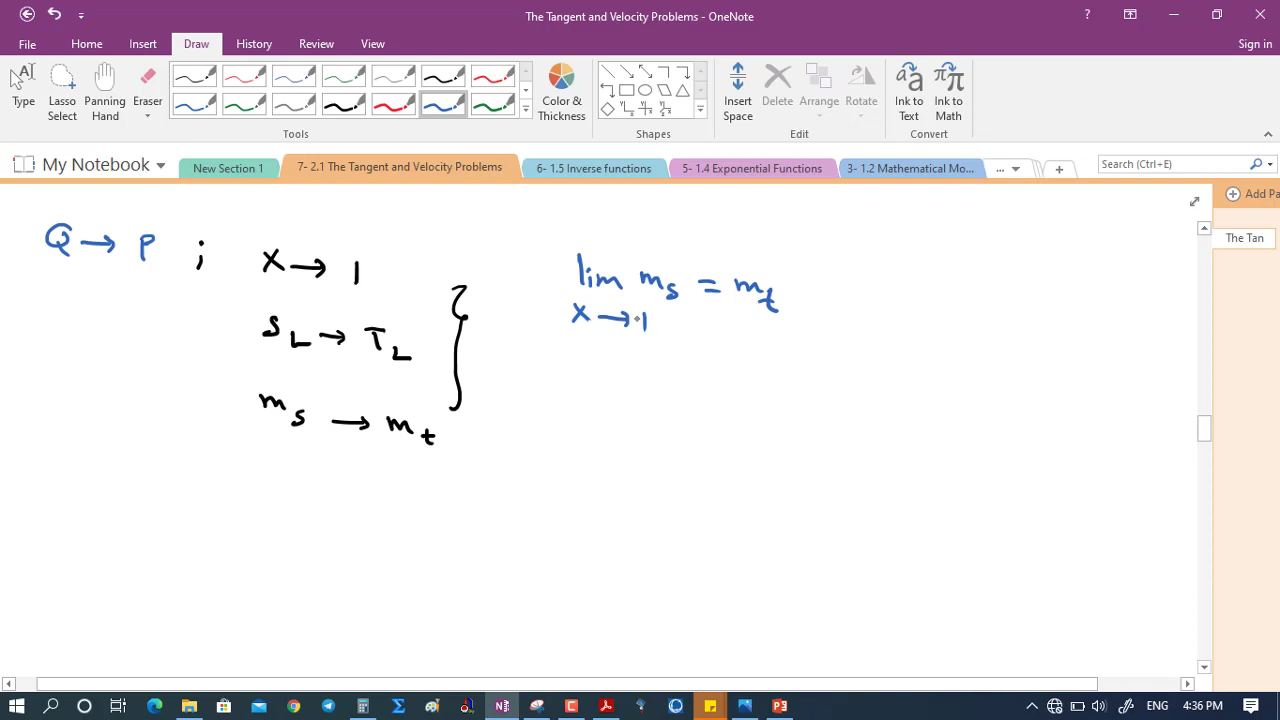 The Tangent and Velocity Problems - OneNote
File Home Insert Draw History Review View Sign in
Type Lasso Select Panning Hand Eraser Color & Thickness Insert Space Delete Arrange Rotate Ink to Text Ink to Math
Tools Shapes Edit Convert
My Notebook New Section 1 7- 2.1 The Tangent and Velocity Problems 6- 1.5 Inverse functions 5- 1.4 Exponential Functions 3- 1.2 Mathematical Mo... ... Search (Ctrl+E)
Add Pa
The Tan
Q → P ; X → 1
S_L → T_L
m_s → m_t
lim m_s = m_t
X → 1
ENG 4:36 PM